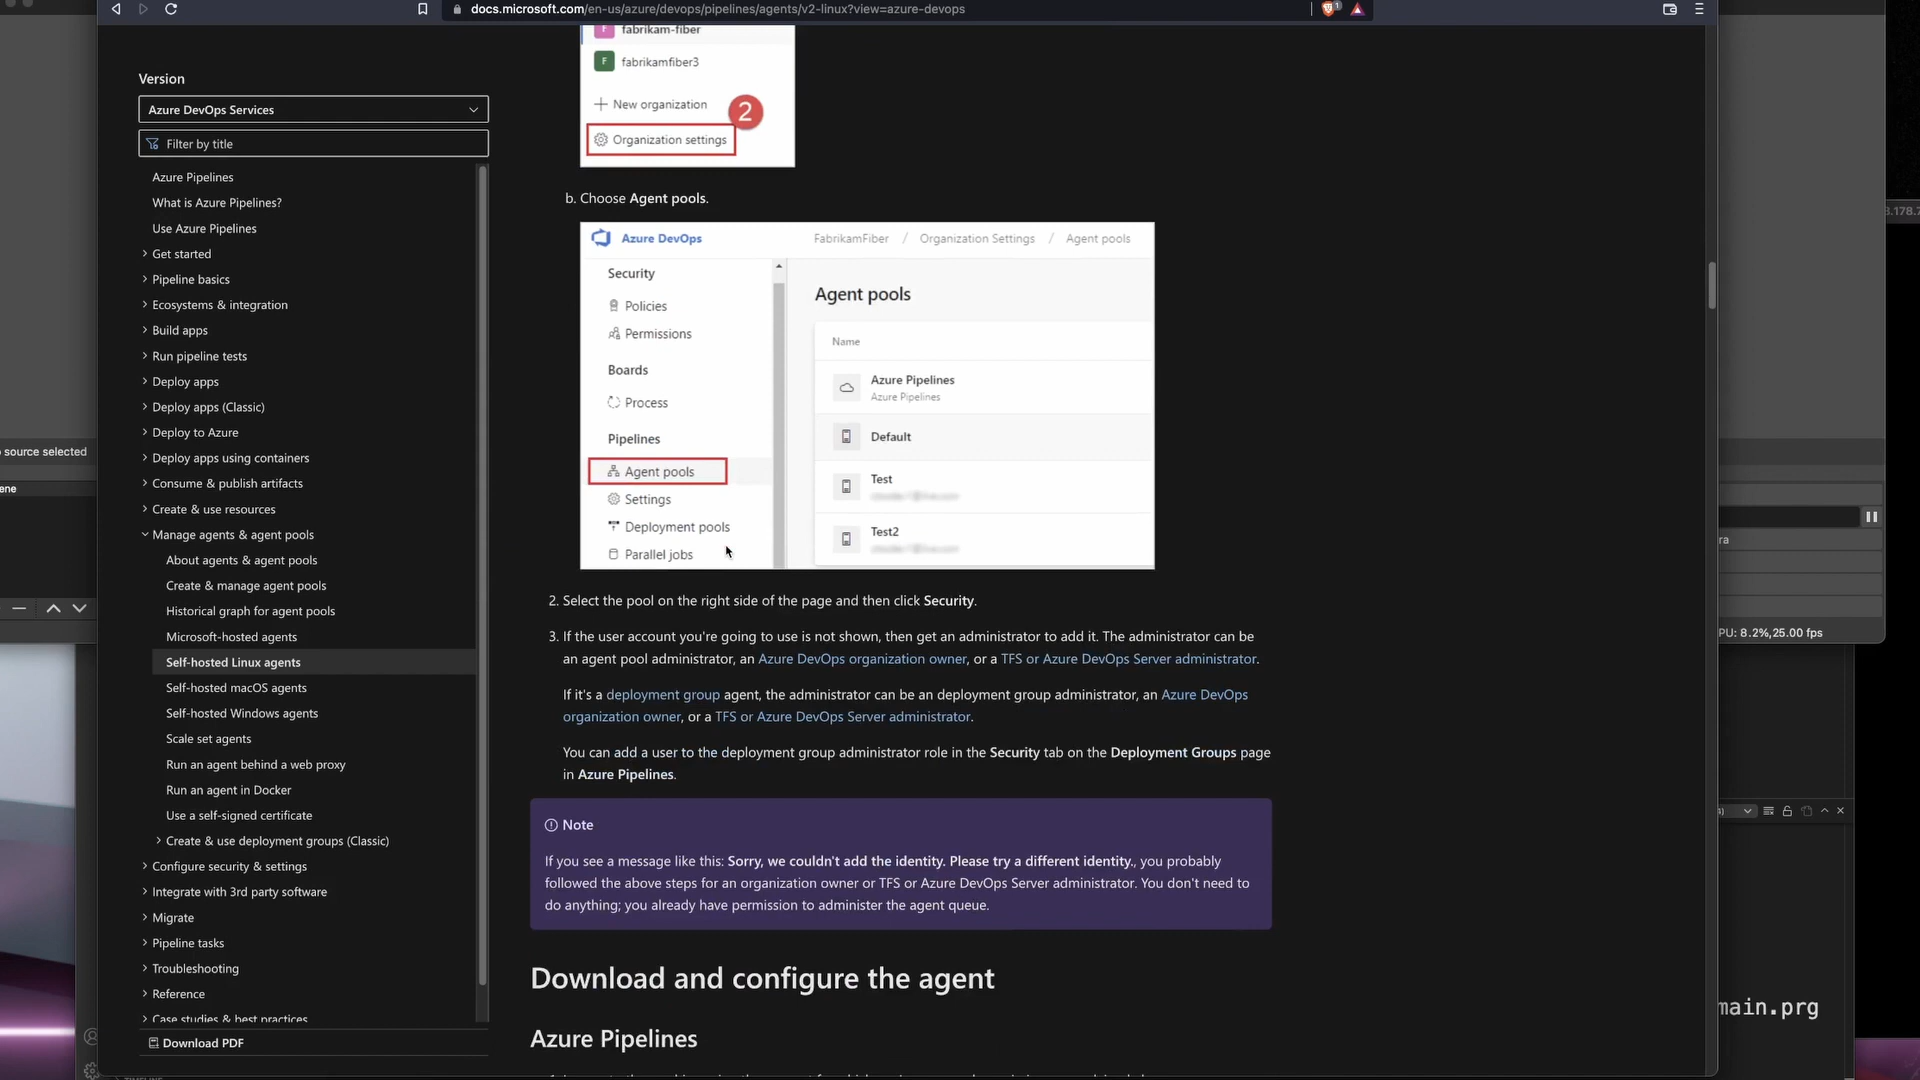 docs.microsoft.com/en-us/azure/devops/pipelines/agents/v2-linux?view=azure-devops
1
Version
Azure DevOps Services
Filter by title
Azure Pipelines
What is Azure Pipelines?
Use Azure Pipelines
Get started
Pipeline basics
Ecosystems & integration
Build apps
Run pipeline tests
Deploy apps
Deploy apps (Classic)
Deploy to Azure
Deploy apps using containers
Consume & publish artifacts
Create & use resources
Manage agents & agent pools
About agents & agent pools
Create & manage agent pools
Historical graph for agent pools
Microsoft-hosted agents
Self-hosted Linux agents
Self-hosted macOS agents
Self-hosted Windows agents
Scale set agents
Run an agent behind a web proxy
Run an agent in Docker
Use a self-signed certificate
Create & use deployment groups (Classic)
Configure security & settings
Integrate with 3rd party software
Migrate
Pipeline tasks
Troubleshooting
Reference
Case studies & best practices
Download PDF
F fabrikam-fiber
F fabrikamfiber3
New organization
2
Organization settings
b. Choose Agent pools.
Azure DevOps
FabrikamFiber / Organization Settings / Agent pools
Security
Policies
Permissions
Boards
Process
Pipelines
Agent pools
Settings
Deployment pools
Parallel jobs
Agent pools
Name
Azure Pipelines
Azure Pipelines
Default
Test
Test2
2. Select the pool on the right side of the page and then click Security.
3. If the user account you're going to use is not shown, then get an administrator to add it. The administrator can be
an agent pool administrator, an Azure DevOps organization owner, or a TFS or Azure DevOps Server administrator.
If it's a deployment group agent, the administrator can be an deployment group administrator, an Azure DevOps
organization owner, or a TFS or Azure DevOps Server administrator.
You can add a user to the deployment group administrator role in the Security tab on the Deployment Groups page
in Azure Pipelines.
Note
If you see a message like this: Sorry, we couldn't add the identity. Please try a different identity., you probably
followed the above steps for an organization owner or TFS or Azure DevOps Server administrator. You don't need to
do anything; you already have permission to administer the agent queue.
Download and configure the agent
Azure Pipelines
source selected
ene
3.178.7
ra
PU: 8.2%,25.00 fps
main.prg